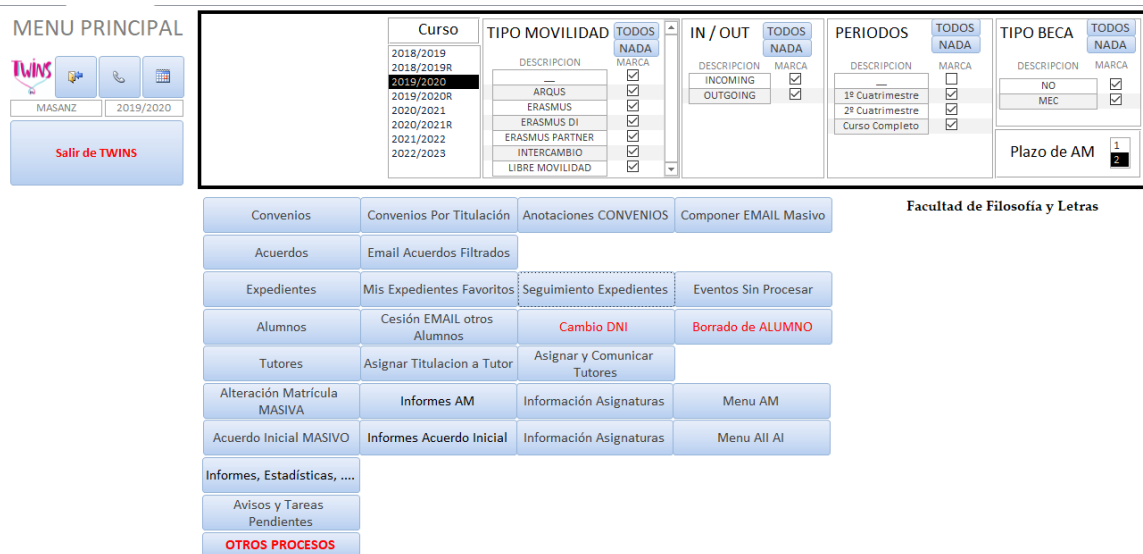 MENU PRINCIPAL
TWINS
MASANZ 2019/2020
Salir de TWINS
Curso
2018/2019
2018/2019R
2019/2020
2019/2020R
2020/2021
2020/2021R
2021/2022
2022/2023
TIPO MOVILIDAD TODOS
NADA
DESCRIPCION MARCA
__
ARQUS
ERASMUS
ERASMUS DI
ERASMUS PARTNER
INTERCAMBIO
LIBRE MOVILIDAD
IN / OUT TODOS
NADA
DESCRIPCION MARCA
INCOMING
OUTGOING
PERIODOS TODOS
NADA
DESCRIPCION MARCA
__
1º Cuatrimestre
2º Cuatrimestre
Curso Completo
TIPO BECA TODOS
NADA
DESCRIPCION MARCA
NO
MEC
Plazo de AM 1
2
Facultad de Filosofía y Letras
Convenios Convenios Por Titulación Anotaciones CONVENIOS Componer EMAIL Masivo
Acuerdos Email Acuerdos Filtrados
Expedientes Mis Expedientes Favoritos Seguimiento Expedientes Eventos Sin Procesar
Alumnos Cesión EMAIL otros Alumnos Cambio DNI Borrado de ALUMNO
Tutores Asignar Titulacion a Tutor Asignar y Comunicar Tutores
Alteración Matrícula MASIVA Informes AM Información Asignaturas Menu AM
Acuerdo Inicial MASIVO Informes Acuerdo Inicial Información Asignaturas Menu AII AI
Informes, Estadísticas, ....
Avisos y Tareas
Pendientes
OTROS PROCESOS